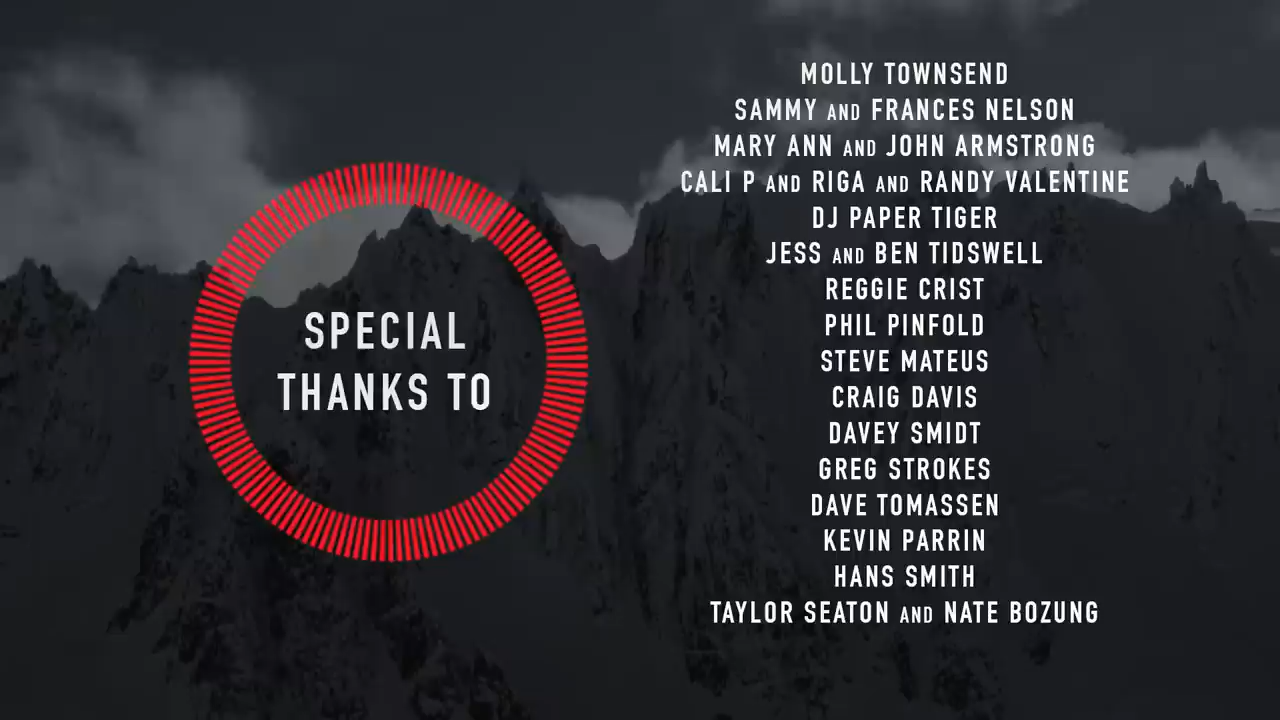 SPECIAL
THANKS TO
MOLLY TOWNSEND
SAMMY AND FRANCES NELSON
MARY ANN AND JOHN ARMSTRONG
CALI P AND RIGA AND RANDY VALENTINE
DJ PAPER TIGER
JESS AND BEN TIDSWELL
REGGIE CRIST
PHIL PINFOLD
STEVE MATEUS
CRAIG DAVIS
DAVEY SMIDT
GREG STROKES
DAVE TOMASSEN
KEVIN PARRIN
HANS SMITH
TAYLOR SEATON AND NATE BOZUNG